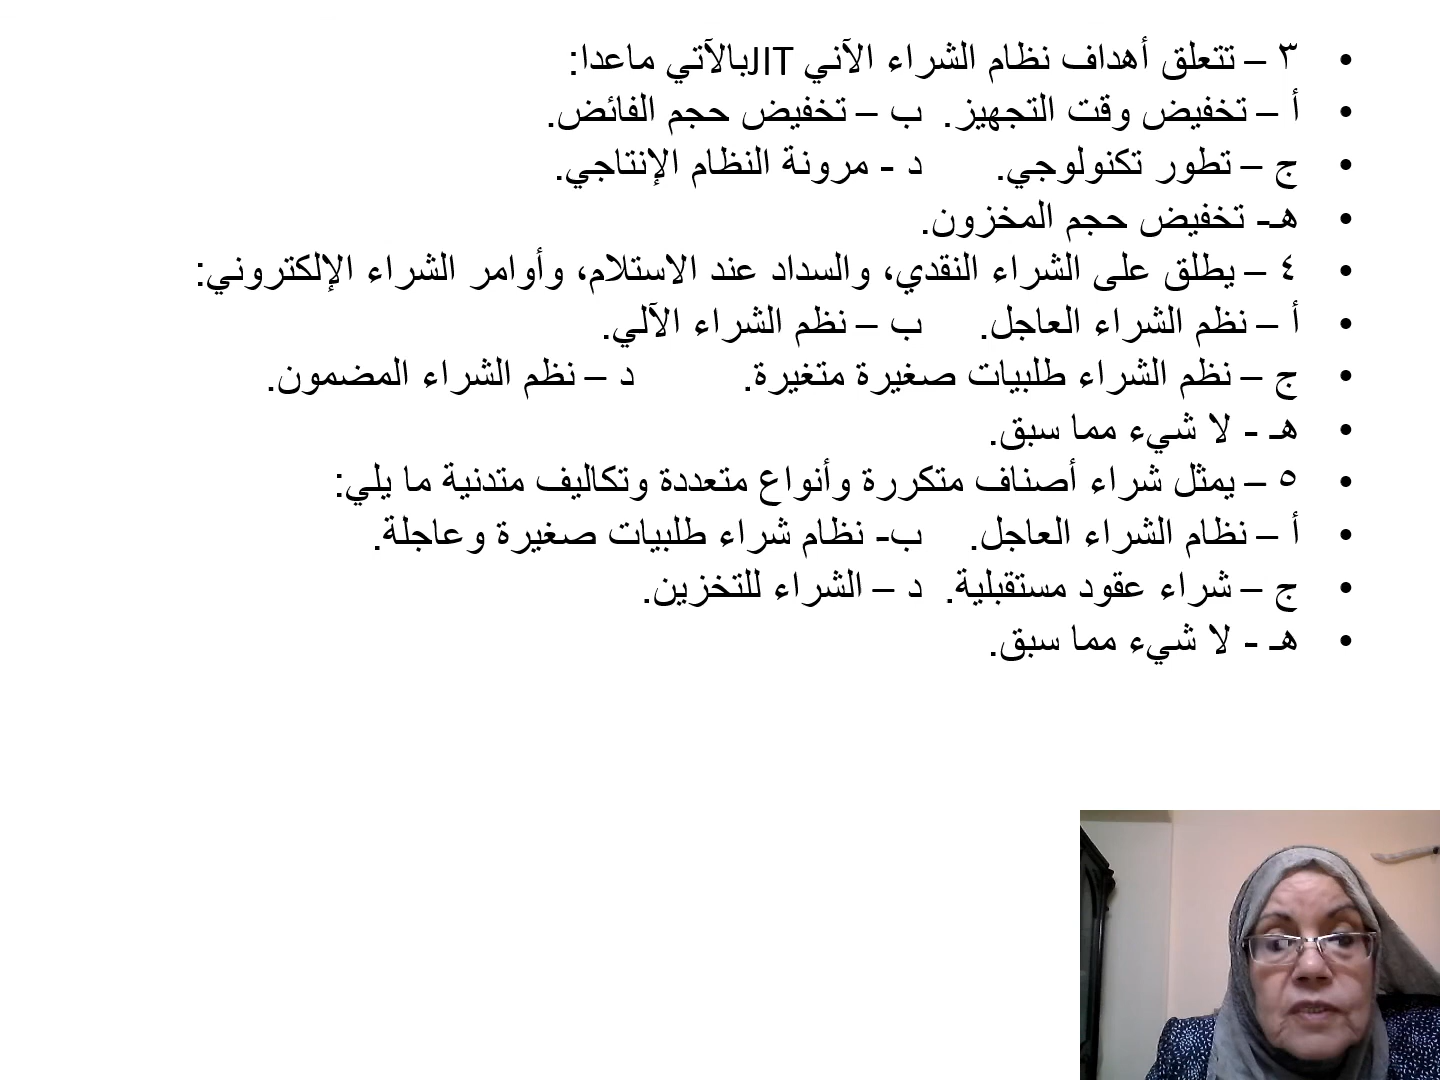 • ٣ – تتعلق أهداف نظام الشراء الآني JITبالآتي ماعدا:
• أ – تخفيض وقت التجهيز. ب – تخفيض حجم الفائض.
• ج – تطور تكنولوجي. د - مرونة النظام الإنتاجي.
• هـ- تخفيض حجم المخزون.
• ٤ – يطلق على الشراء النقدي، والسداد عند الاستلام، وأوامر الشراء الإلكتروني:
• أ – نظم الشراء العاجل. ب – نظم الشراء الآلي.
• ج – نظم الشراء طلبيات صغيرة متغيرة. د – نظم الشراء المضمون.
• هـ - لا شيء مما سبق.
• ٥ – يمثل شراء أصناف متكررة وأنواع متعددة وتكاليف متدنية ما يلي:
• أ – نظام الشراء العاجل. ب- نظام شراء طلبيات صغيرة وعاجلة.
• ج – شراء عقود مستقبلية. د – الشراء للتخزين.
• هـ - لا شيء مما سبق.